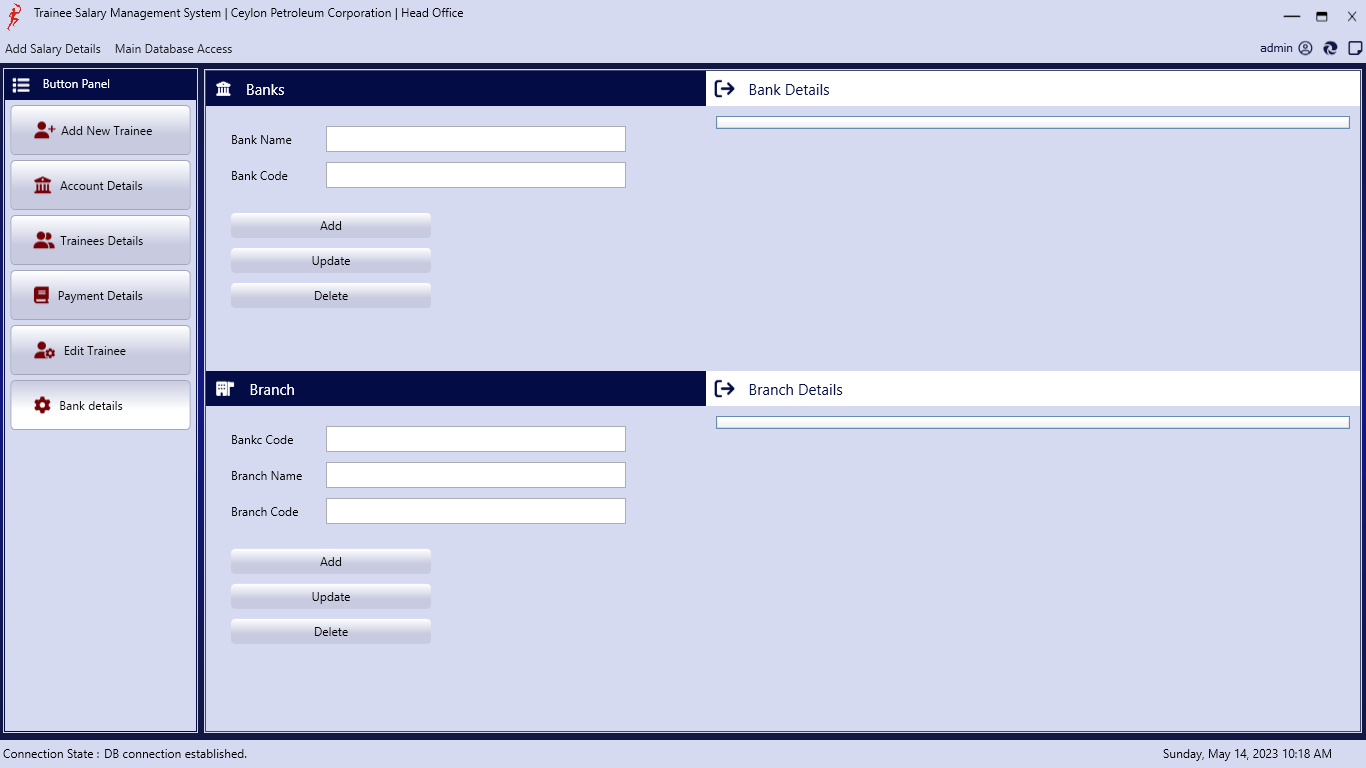 Trainee Salary Management System | Ceylon Petroleum Corporation | Head Office
Add Salary Details Main Database Access
admin
Button Panel
Add New Trainee
Account Details
Trainees Details
Payment Details
Edit Trainee
Bank details
Banks
Bank Name
Bank Code
Add
Update
Delete
Bank Details
Branch
Bankc Code
Branch Name
Branch Code
Add
Update
Delete
Branch Details
Connection State : DB connection established.
Sunday, May 14, 2023 10:18 AM